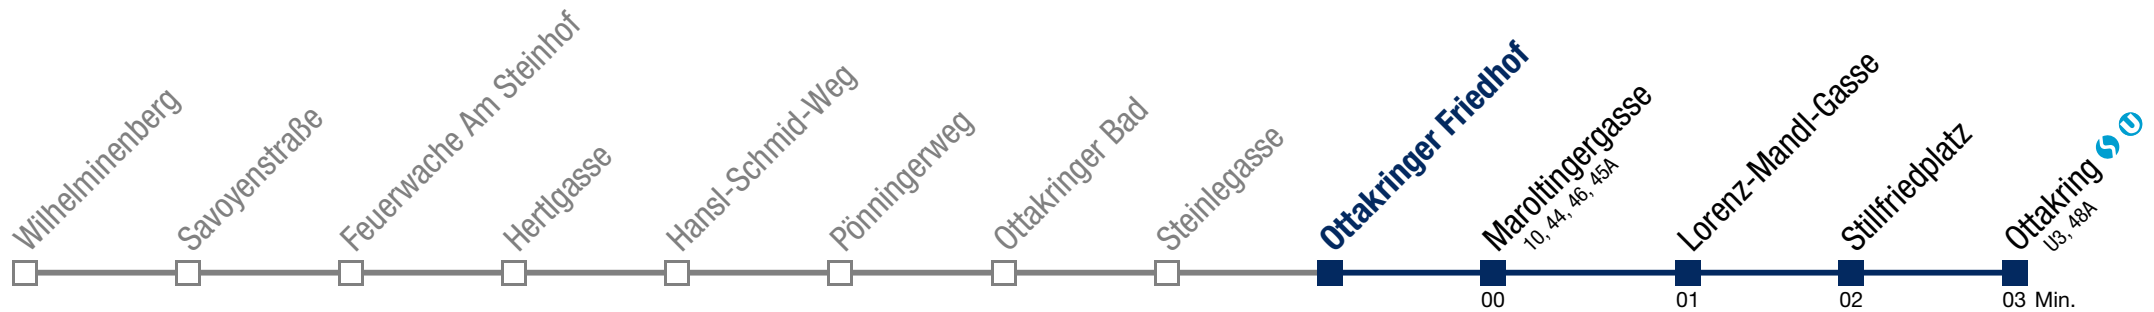 Wilhelminenberg
Savoyenstraße
Feuerwache Am Steinhof
Hertlgasse
Hansl-Schmid-Weg
Pönningerweg
Ottakringer Bad
Steinlegasse
Ottakringer Friedhof
Maroltingergasse
10, 44, 46, 45A
Lorenz-Mandl-Gasse
Stillfriedplatz
Ottakring S U
U3, 48A
00 01 02 03 Min.